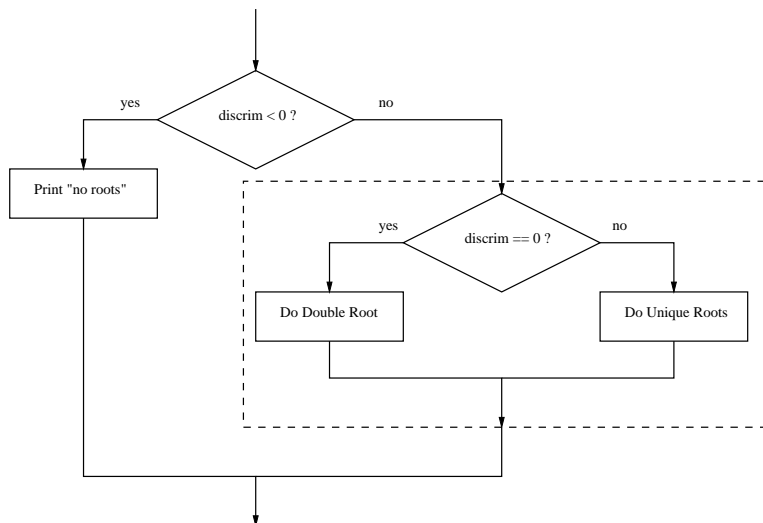 yes
discrim < 0 ?
no
Print "no roots"
yes
discrim == 0 ?
no
Do Double Root
Do Unique Roots